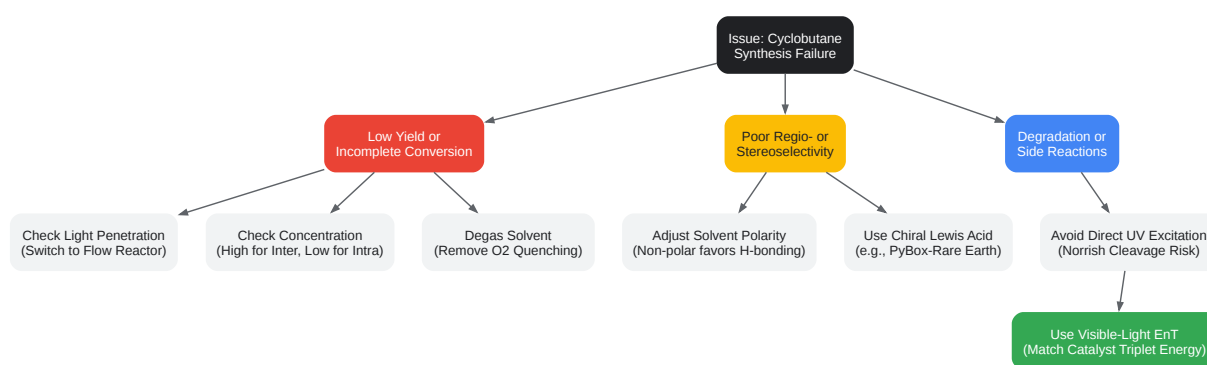 Issue: Cyclobutane
Synthesis Failure
Low Yield or
Incomplete Conversion
Poor Regio- or
Stereoselectivity
Degradation or
Side Reactions
Check Light Penetration
(Switch to Flow Reactor)
Check Concentration
(High for Inter, Low for Intra)
Degas Solvent
(Remove O2 Quenching)
Adjust Solvent Polarity
(Non-polar favors H-bonding)
Use Chiral Lewis Acid
(e.g., PyBox-Rare Earth)
Avoid Direct UV Excitation
(Norrish Cleavage Risk)
Use Visible-Light EnT
(Match Catalyst Triplet Energy)